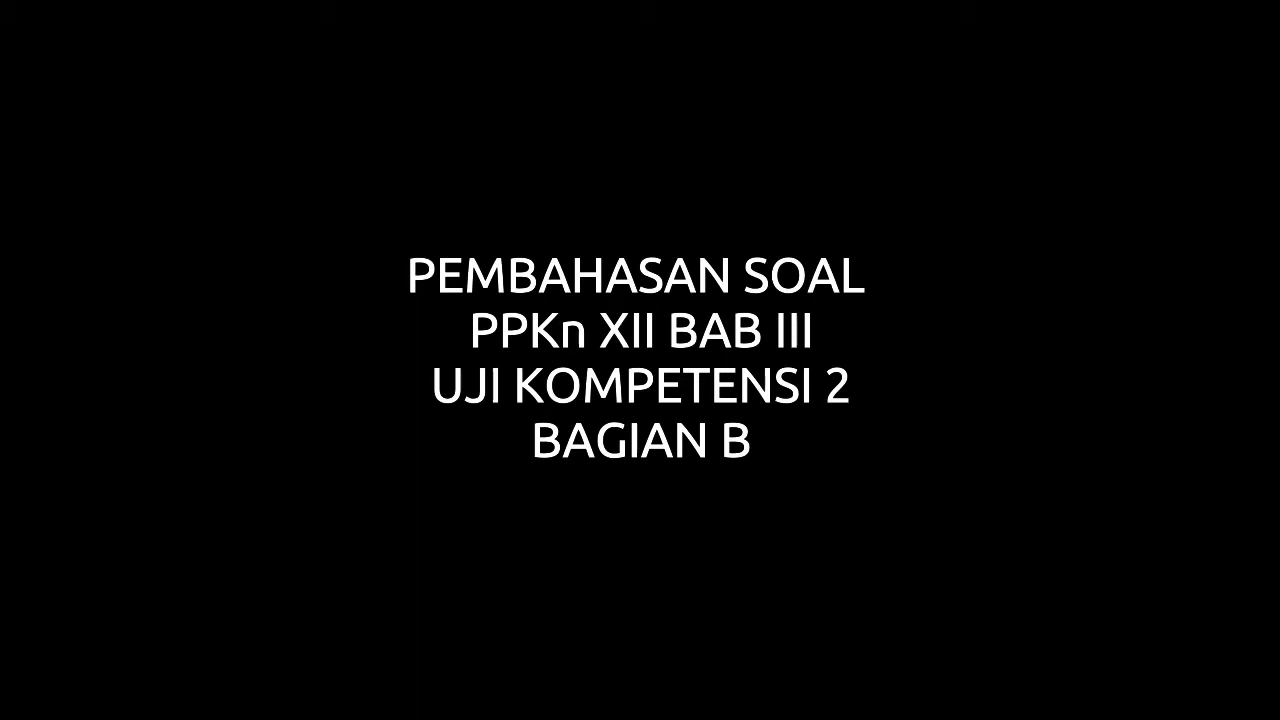 PEMBAHASAN SOAL
PPKn XII BAB III
UJI KOMPETENSI 2
BAGIAN B